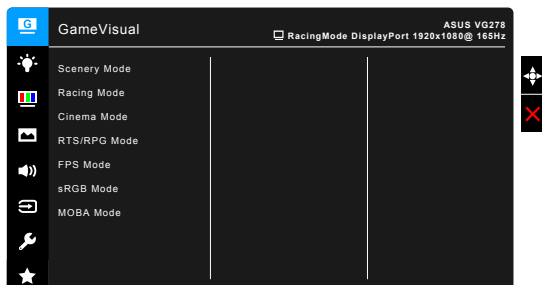 G
GameVisual
ASUS VG278
RacingMode DisplayPort 1920x1080@ 165Hz
Scenery Mode
Racing Mode
Cinema Mode
RTS/RPG Mode
FPS Mode
sRGB Mode
MOBA Mode